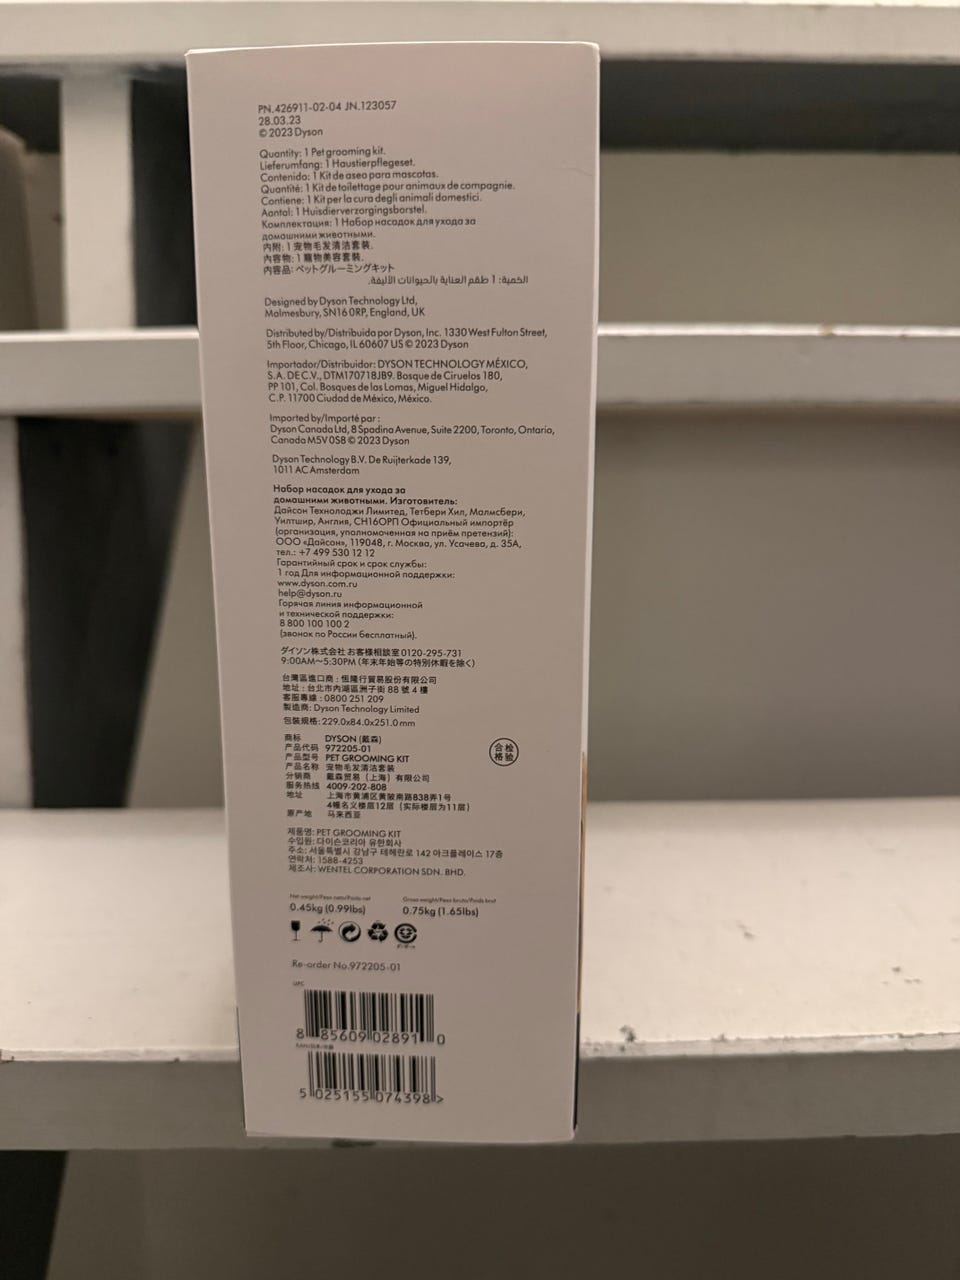 PN.426911-02-04 JN.123057
28.03.23
© 2023 Dyson
Quantity: 1 Pet grooming kit.
Lieferumfang: 1 Haustierpflegeset.
Contenido: 1 Kit de aseo para mascotas.
Quantité: 1 Kit de toilettage pour animaux de compagnie.
Contiene: 1 Kit per la cura degli animali domestici.
Aantal: 1 Huisdierverzorgingsborstel.
Комплектация: 1 Набор насадок для ухода за
домашними животными.
内附: 1 宠物毛发清洁套装.
內容物: 1 寵物美容套裝.
内容品: ペットグルーミングキット
الكمية: 1 طقم العناية بالحيوانات الأليفة.
Designed by Dyson Technology Ltd,
Malmesbury, SN16 0RP, England, UK
Distributed by/Distribuida por Dyson, Inc. 1330 West Fulton Street,
5th Floor, Chicago, IL 60607 US © 2023 Dyson
Importador/Distribuidor: DYSON TECHNOLOGY MÉXICO,
S.A. DE C.V., DTM170718JB9. Bosque de Ciruelos 180,
PP 101, Col. Bosques de las Lomas, Miguel Hidalgo,
C.P. 11700 Ciudad de México, México.
Imported by/Importé par :
Dyson Canada Ltd, 8 Spadina Avenue, Suite 2200, Toronto, Ontario,
Canada M5V 0S8 © 2023 Dyson
Dyson Technology B.V. De Ruijterkade 139,
1011 AC Amsterdam
Набор насадок для ухода за
домашними животными. Изготовитель:
Дайсон Технолоджи Лимитед, Тетбери Хил, Малмсбери,
Уилтшир, Англия, СН16ОРП Официальный импортёр
(организация, уполномоченная на приём претензий):
ООО «Дайсон», 119048, г. Москва, ул. Усачева, д. 35А,
тел.: +7 499 530 12 12
Гарантийный срок и срок службы:
1 год Для информационной поддержки:
www.dyson.com.ru
help@dyson.ru
Горячая линия информационной
и технической поддержки:
8 800 100 100 2
(звонок по России бесплатный).
ダイソン株式会社 お客様相談室 0120-295-731
9:00AM～5:30PM (年末年始等の特別休暇を除く)
台灣區進口商 : 恆隆行貿易股份有限公司
地址 : 台北市內湖區洲子街 88 號 4 樓
客服專線 : 0800 251 209
製造商: Dyson Technology Limited
包裝規格: 229.0x84.0x251.0 mm
商标 DYSON (戴森)
产品代码 972205-01
产品型号 PET GROOMING KIT
产品名称 宠物毛发清洁套装
分销商 戴森贸易 (上海) 有限公司
服务热线 4009-202-808
地址 上海市黄浦区黄陂南路838弄1号
4幢名义楼层12层 (实际楼层为11层)
原产地 马来西亚
合检
格验
제품명: PET GROOMING KIT
수입원: 다이슨코리아 유한회사
주소: 서울특별시 강남구 테헤란로 142 아크플레이스 17층
연락처: 1588-4253
제조사: WENTEL CORPORATION SDN. BHD.
Net weight/Peso neto/Poids net
0.45kg (0.99lbs)
Gross weight/Peso bruto/Poids brut
0.75kg (1.65lbs)
Re-order No.972205-01
UPC
8 85609 02891 0
5 025155 074398 >